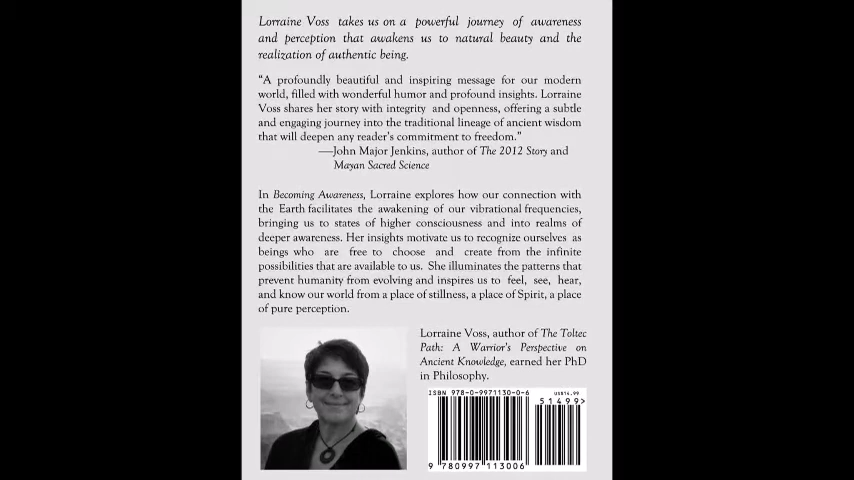 Lorraine Voss takes us on a powerful journey of awareness
and perception that awakens us to natural beauty and the
realization of authentic being.
“A profoundly beautiful and inspiring message for our modern
world, filled with wonderful humor and profound insights. Lorraine
Voss shares her story with integrity and openness, offering a subtle
and engaging journey into the traditional lineage of ancient wisdom
that will deepen any reader’s commitment to freedom.”
—John Major Jenkins, author of The 2012 Story and
Mayan Sacred Science
In Becoming Awareness, Lorraine explores how our connection with
the Earth facilitates the awakening of our vibrational frequencies,
bringing us to states of higher consciousness and into realms of
deeper awareness. Her insights motivate us to recognize ourselves as
beings who are free to choose and create from the infinite
possibilities that are available to us. She illuminates the patterns that
prevent humanity from evolving and inspires us to feel, see, hear,
and know our world from a place of stillness, a place of Spirit, a place
of pure perception.
Lorraine Voss, author of The Toltec
Path: A Warrior’s Perspective on
Ancient Knowledge, earned her PhD
in Philosophy.
ISBN 978-0-9971130-0-6
US$14.99
51499>
9 780997 113006